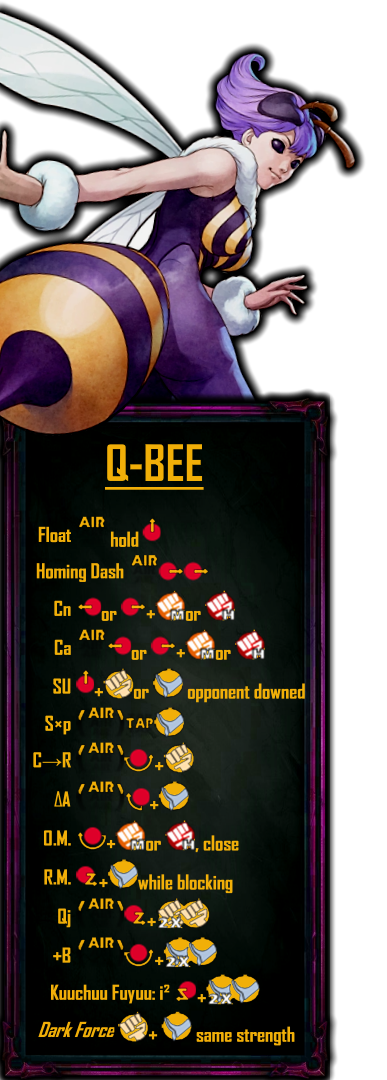 Q-BEE
Float AIR hold
Homing Dash AIR
Cn or + M or H
Ca AIR or + M or H
SU + or opponent downed
S×p (AIR) TAP
C→R (AIR) +
ΔA (AIR) +
O.M. + M or H, close
R.M. + while blocking
Qj (AIR) + 2X
+B (AIR) + 2X
Kuuchuu Fuyuu: i² + 2X
Dark Force + same strength